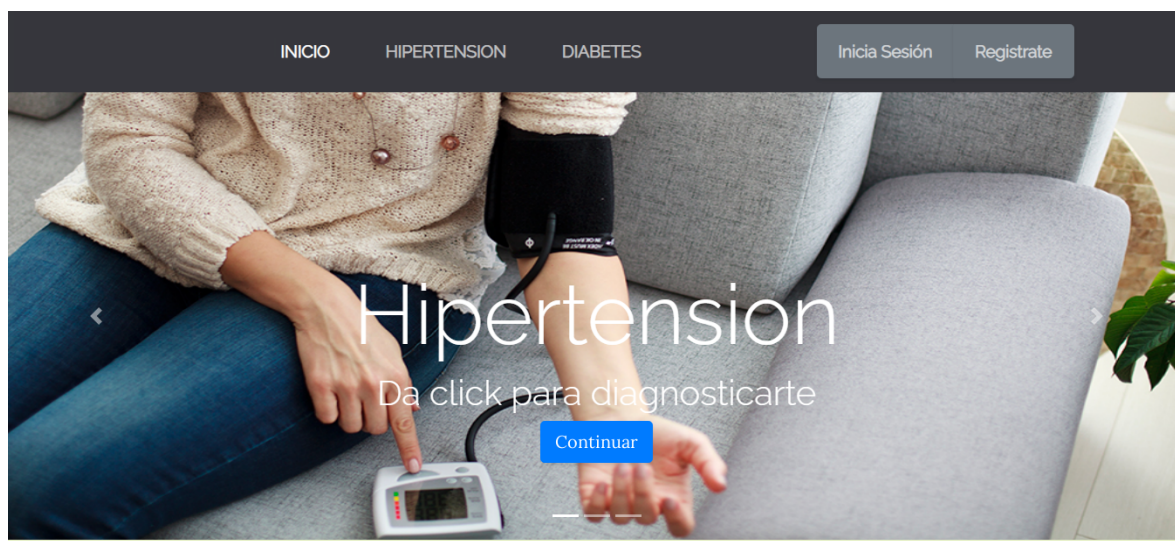 INICIO HIPERTENSION DIABETES Inicia Sesión Registrate
Hipertension
Da click para diagnosticarte
Continuar